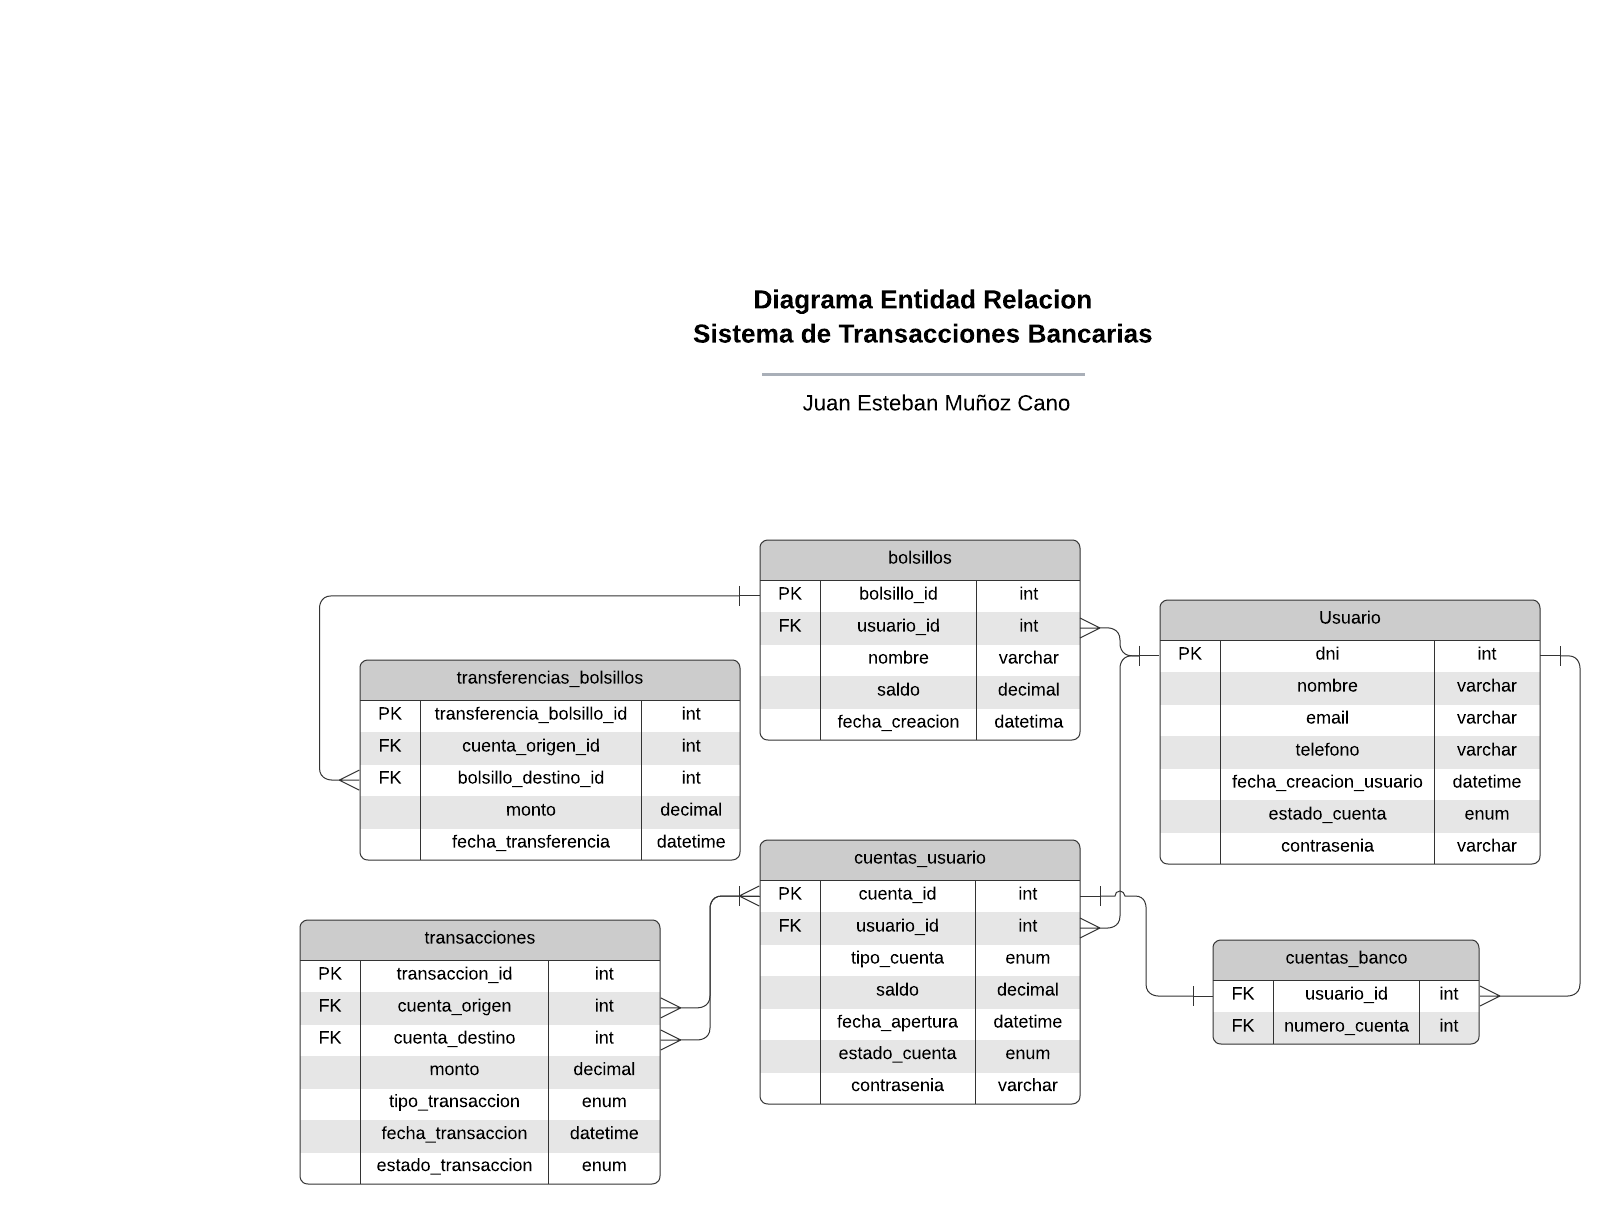 Diagrama Entidad Relacion
Sistema de Transacciones Bancarias
Juan Esteban Muñoz Cano
bolsillos
PK bolsillo_id int
FK usuario_id int
nombre varchar
saldo decimal
fecha_creacion datetima
Usuario
PK dni int
nombre varchar
email varchar
telefono varchar
fecha_creacion_usuario datetime
estado_cuenta enum
contrasenia varchar
transferencias_bolsillos
PK transferencia_bolsillo_id int
FK cuenta_origen_id int
FK bolsillo_destino_id int
monto decimal
fecha_transferencia datetime
cuentas_usuario
PK cuenta_id int
FK usuario_id int
tipo_cuenta enum
saldo decimal
fecha_apertura datetime
estado_cuenta enum
contrasenia varchar
transacciones
PK transaccion_id int
FK cuenta_origen int
FK cuenta_destino int
monto decimal
tipo_transaccion enum
fecha_transaccion datetime
estado_transaccion enum
cuentas_banco
FK usuario_id int
FK numero_cuenta int